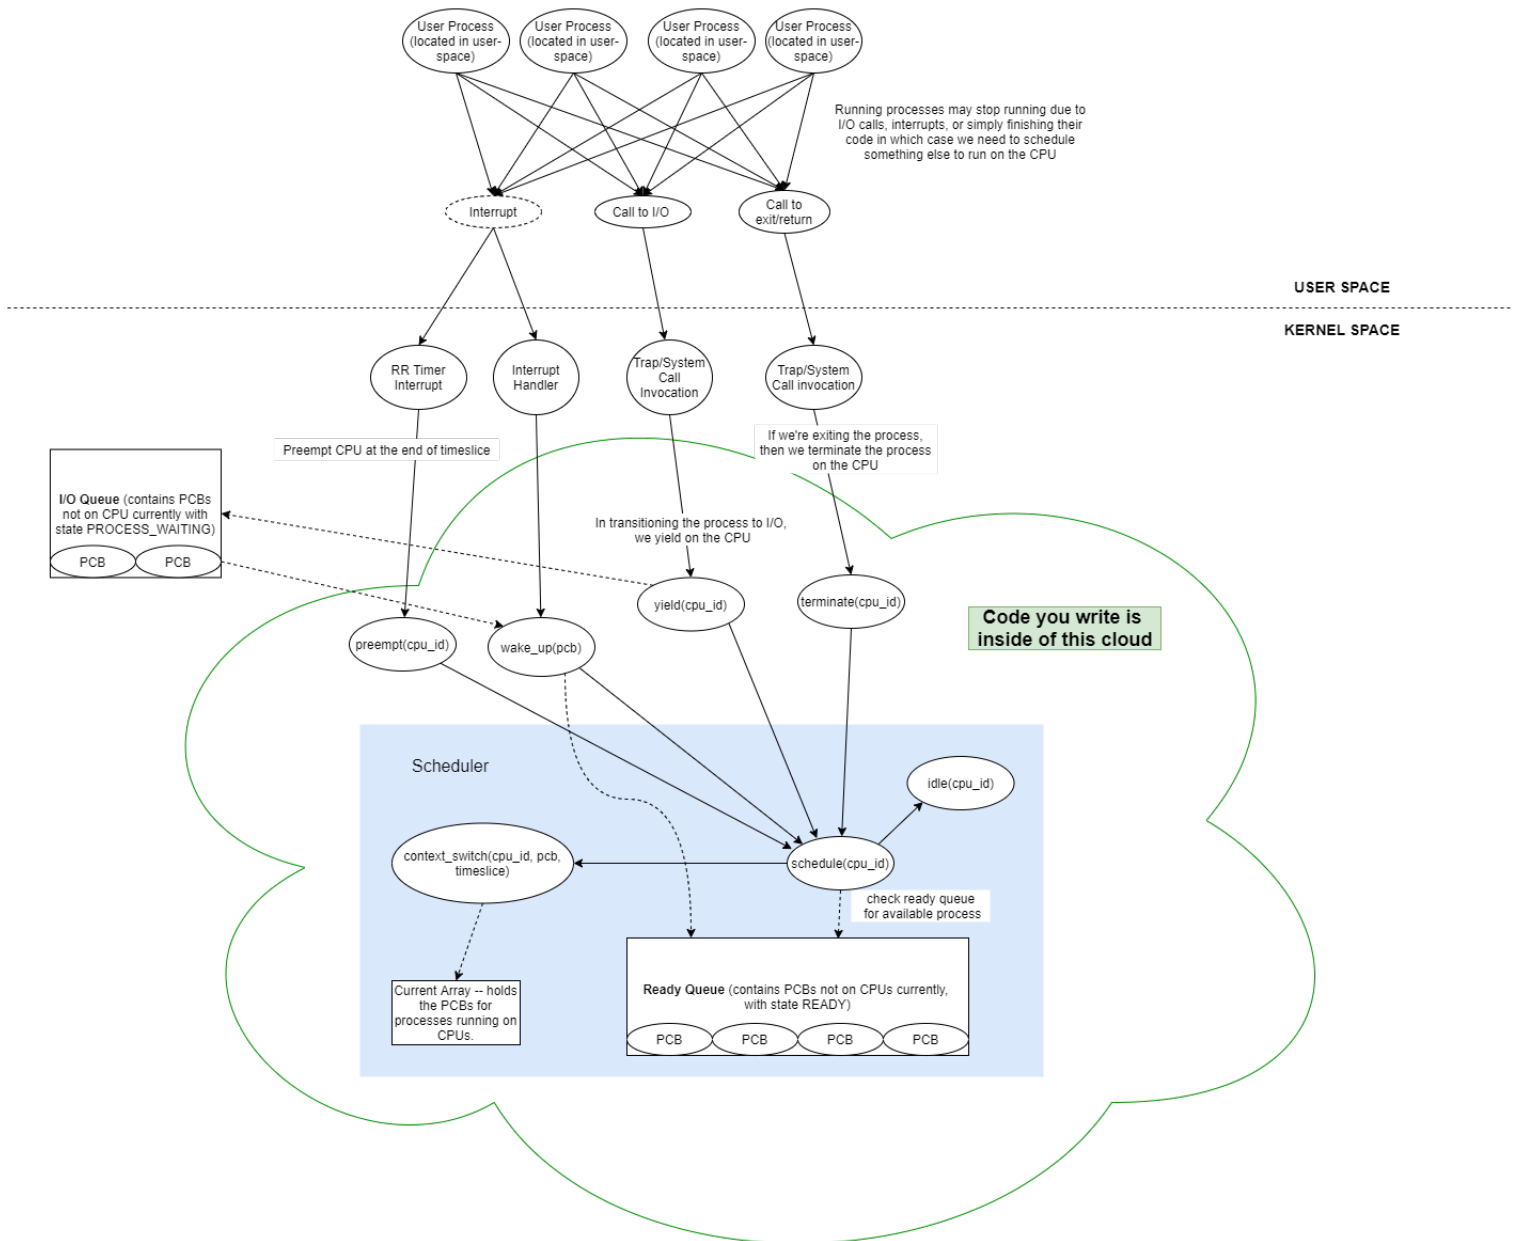 User Process
(located in user-
space)
User Process
(located in user-
space)
User Process
(located in user-
space)
User Process
(located in user-
space)
Running processes may stop running due to
I/O calls, interrupts, or simply finishing their
code in which case we need to schedule
something else to run on the CPU
Interrupt
Call to I/O
Call to
exit/return
USER SPACE
KERNEL SPACE
RR Timer
Interrupt
Interrupt
Handler
Trap/System
Call
Invocation
Trap/System
Call invocation
Preempt CPU at the end of timeslice
If we're exiting the process,
then we terminate the process
on the CPU
I/O Queue (contains PCBs
not on CPU currently with
state PROCESS_WAITING)
PCB
PCB
In transitioning the process to I/O,
we yield on the CPU
preempt(cpu_id)
wake_up(pcb)
yield(cpu_id)
terminate(cpu_id)
Code you write is
inside of this cloud
Scheduler
idle(cpu_id)
context_switch(cpu_id, pcb,
timeslice)
schedule(cpu_id)
check ready queue
for available process
Current Array -- holds
the PCBs for
processes running on
CPUs.
Ready Queue (contains PCBs not on CPUs currently,
with state READY)
PCB
PCB
PCB
PCB